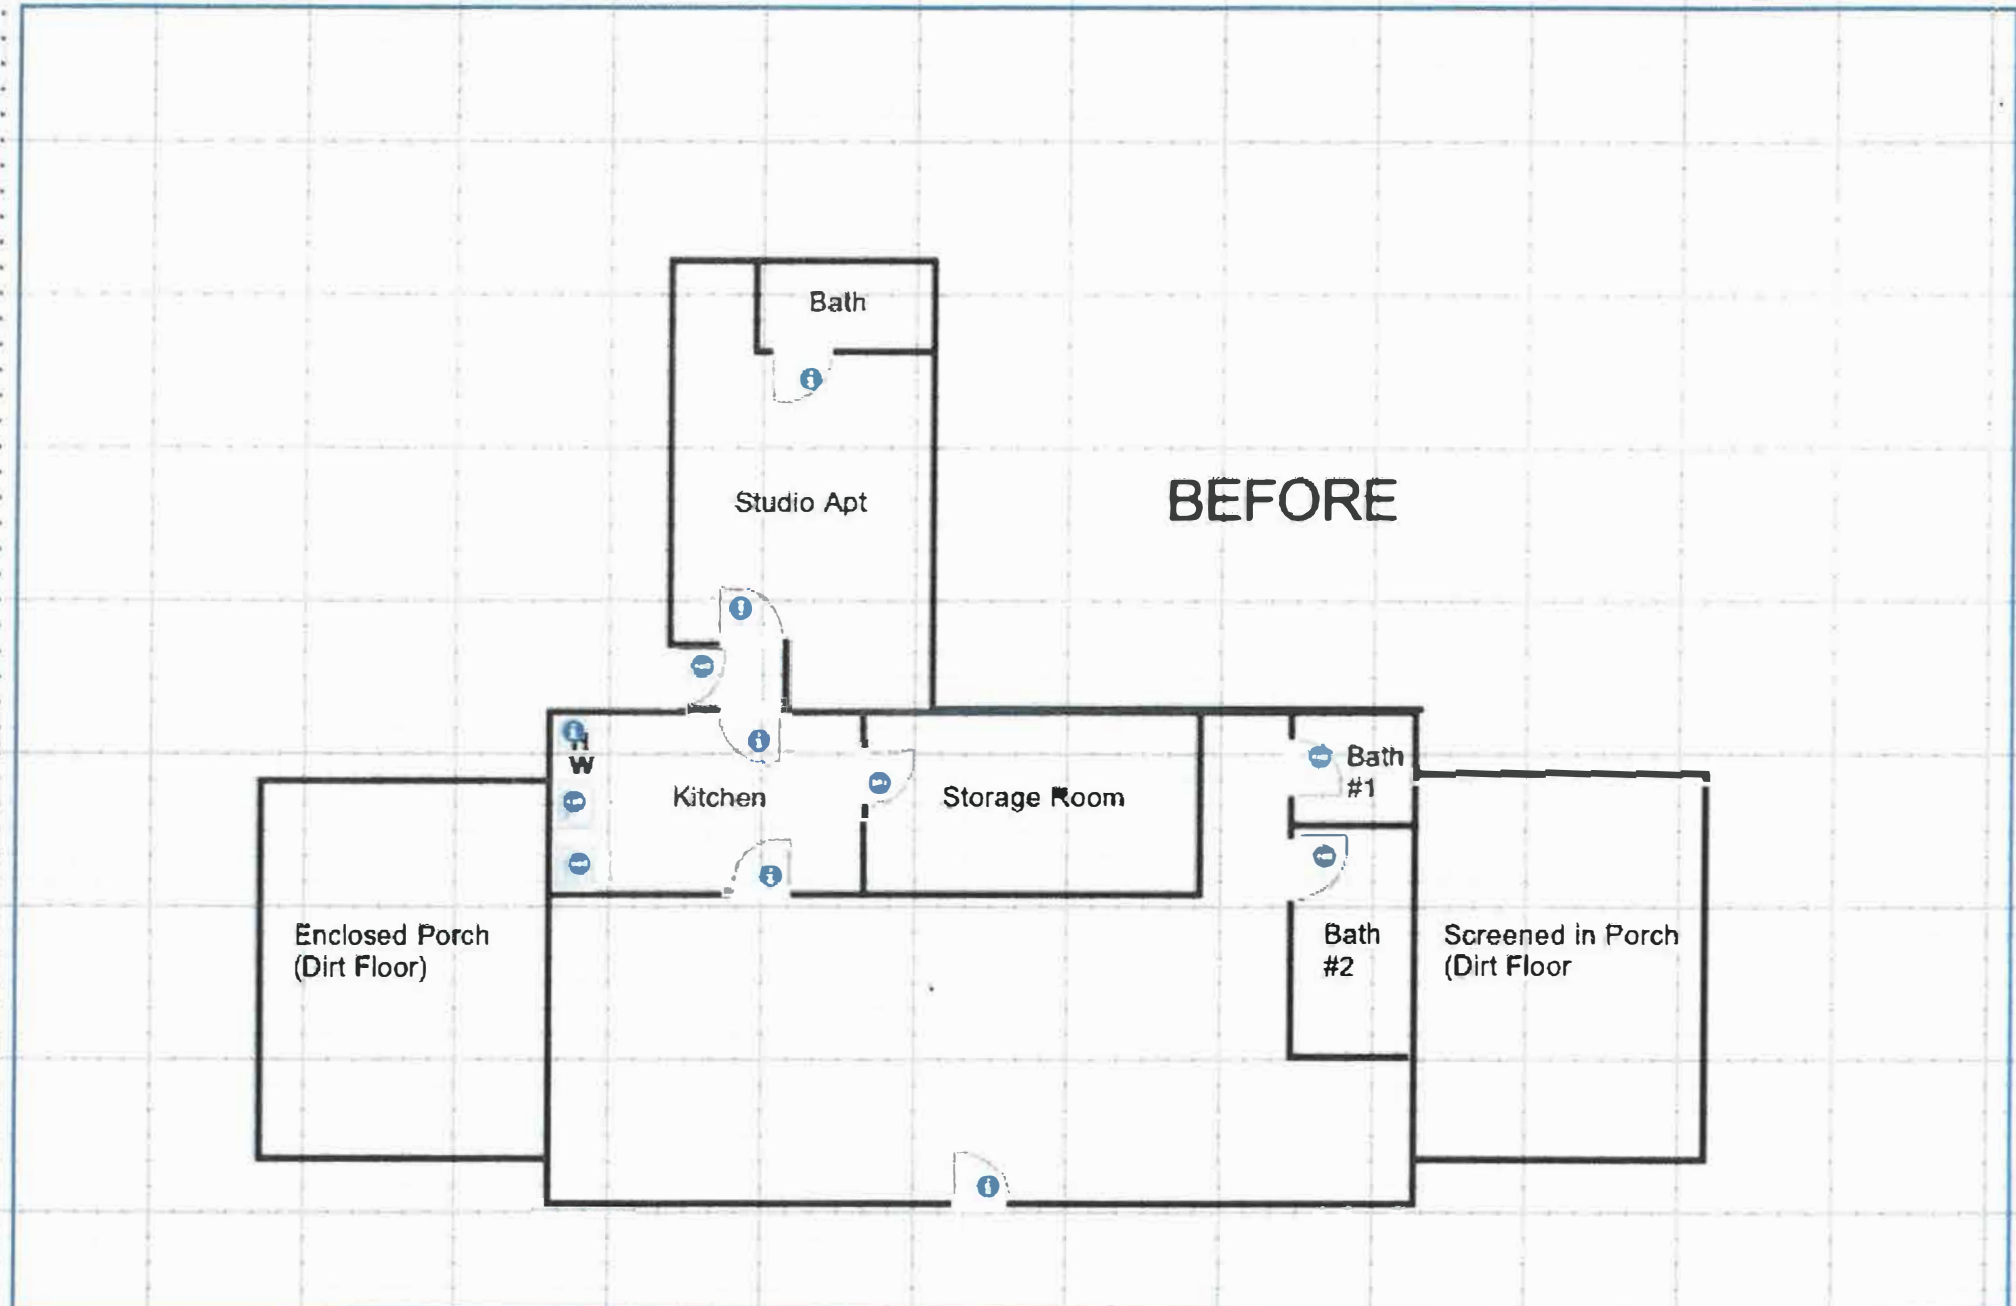 Bath
Studio Apt
BEFORE
H
W
Kitchen
Storage Room
Bath
#1
Enclosed Porch
(Dirt Floor)
Bath
#2
Screened in Porch
(Dirt Floor